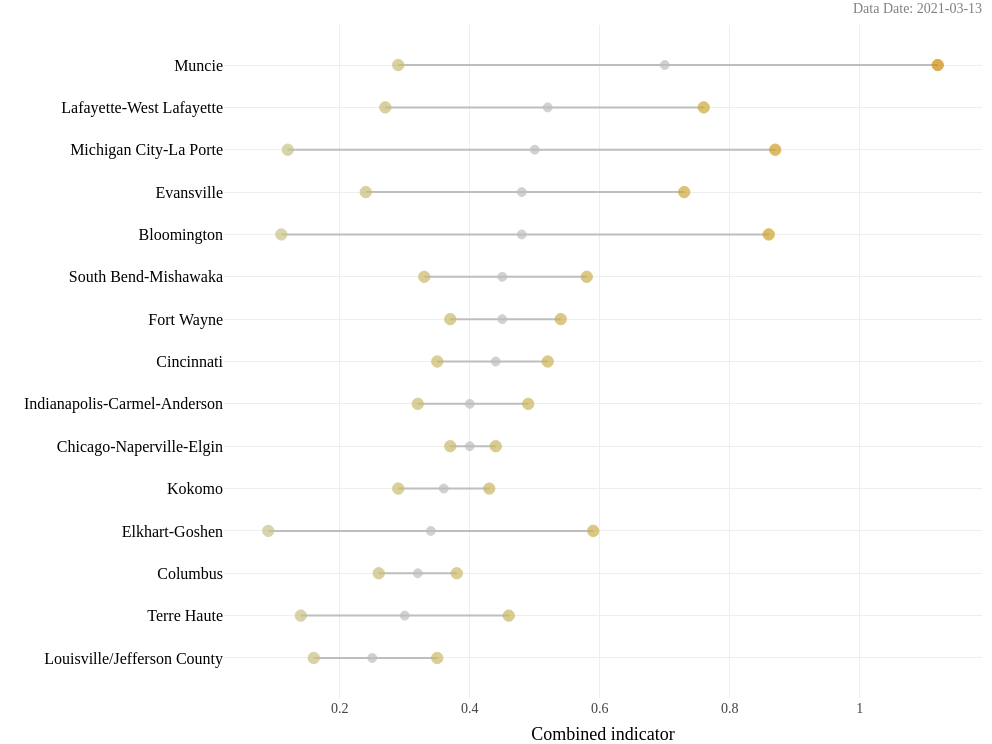 Data Date: 2021-03-13
Muncie
Lafayette-West Lafayette
Michigan City-La Porte
Evansville
Bloomington
South Bend-Mishawaka
Fort Wayne
Cincinnati
Indianapolis-Carmel-Anderson
Chicago-Naperville-Elgin
Kokomo
Elkhart-Goshen
Columbus
Terre Haute
Louisville/Jefferson County
0.2 0.4 0.6 0.8 1
Combined indicator